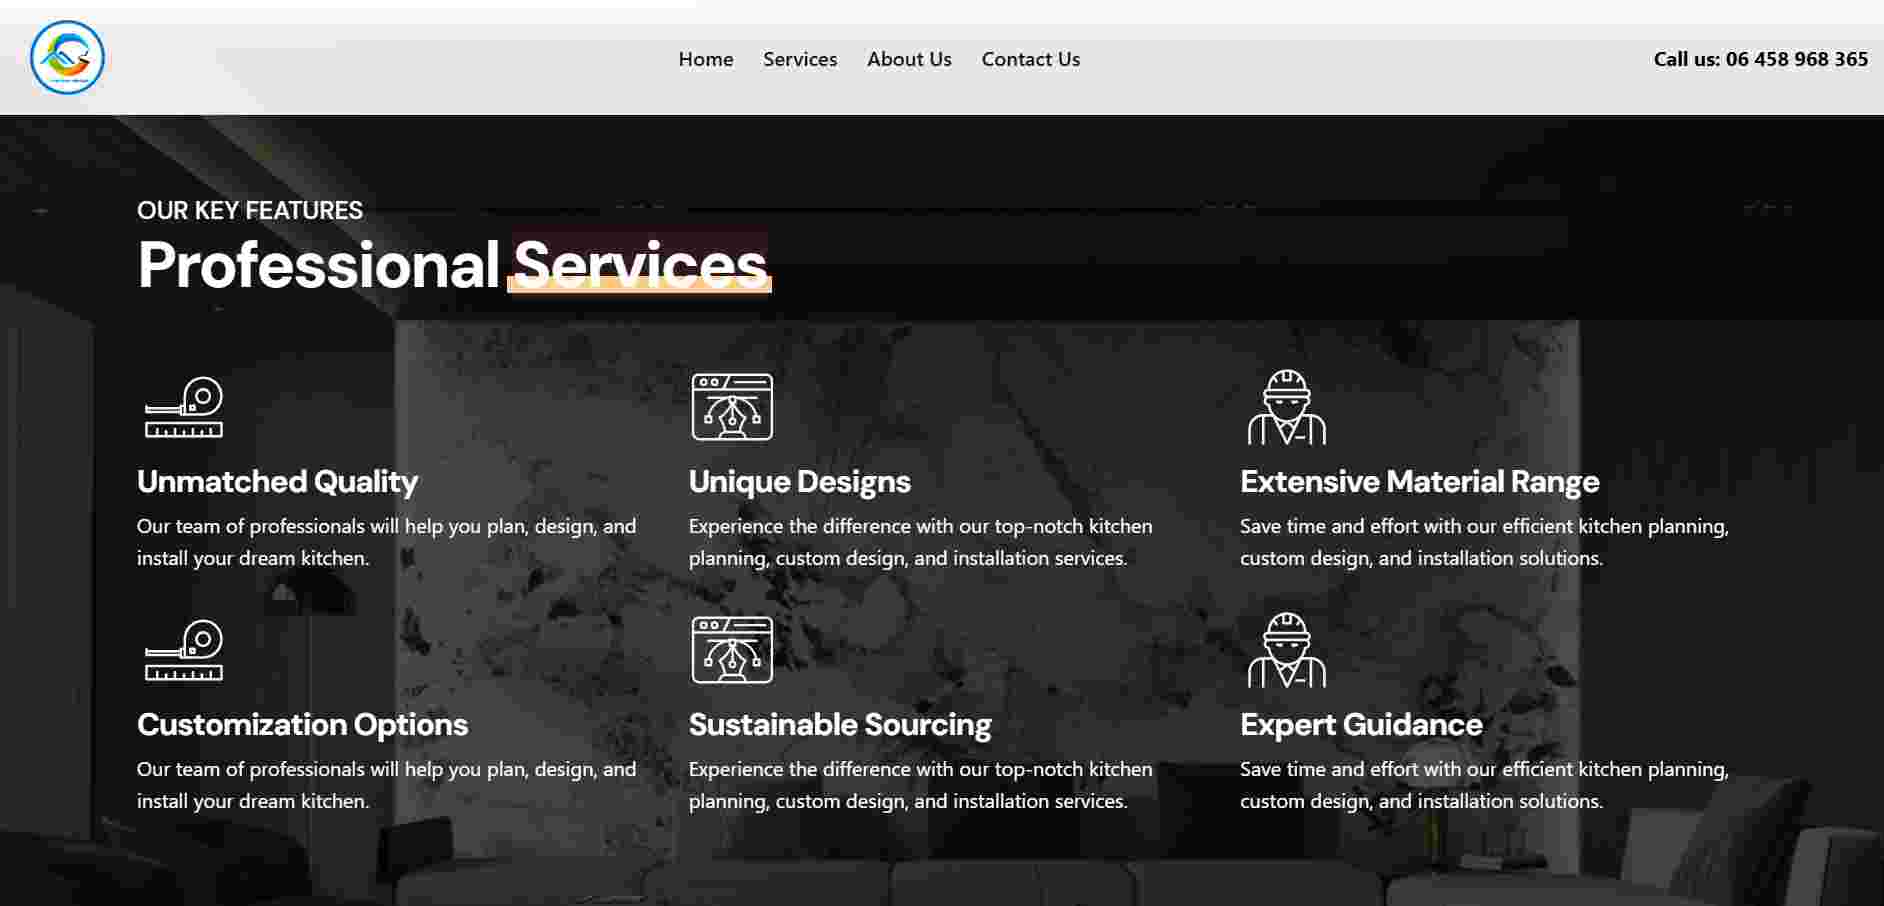 Home Services About Us Contact Us
Call us: 06 458 968 365
OUR KEY FEATURES
Professional Services
Unmatched Quality
Our team of professionals will help you plan, design, and
install your dream kitchen.
Unique Designs
Experience the difference with our top-notch kitchen
planning, custom design, and installation services.
Extensive Material Range
Save time and effort with our efficient kitchen planning,
custom design, and installation solutions.
Customization Options
Our team of professionals will help you plan, design, and
install your dream kitchen.
Sustainable Sourcing
Experience the difference with our top-notch kitchen
planning, custom design, and installation services.
Expert Guidance
Save time and effort with our efficient kitchen planning,
custom design, and installation solutions.